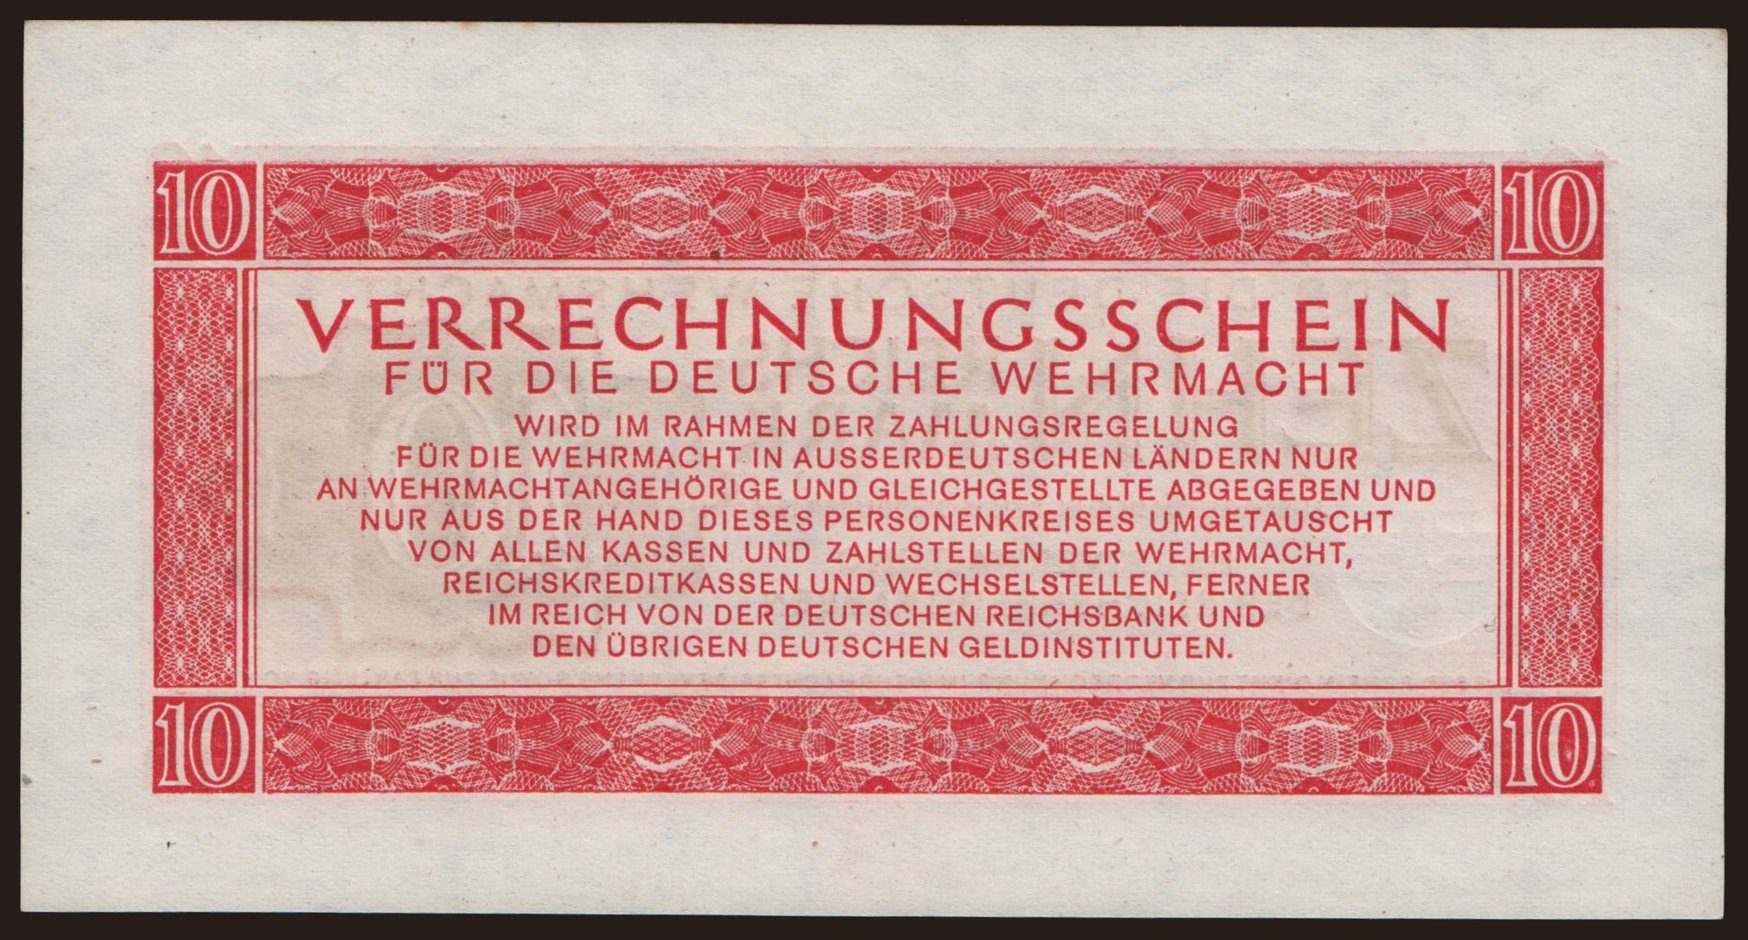 10 10
VERRECHNUNGSSCHEIN
FÜR DIE DEUTSCHE WEHRMACHT
WIRD IM RAHMEN DER ZAHLUNGSREGELUNG
FÜR DIE WEHRMACHT IN AUSSERDEUTSCHEN LÄNDERN NUR
AN WEHRMACHTANGEHÖRIGE UND GLEICHGESTELLTE ABGEGEBEN UND
NUR AUS DER HAND DIESES PERSONENKREISES UMGETAUSCHT
VON ALLEN KASSEN UND ZAHLSTELLEN DER WEHRMACHT,
REICHSKREDITKASSEN UND WECHSELSTELLEN, FERNER
IM REICH VON DER DEUTSCHEN REICHSBANK UND
DEN ÜBRIGEN DEUTSCHEN GELDINSTITUTEN.
10 10